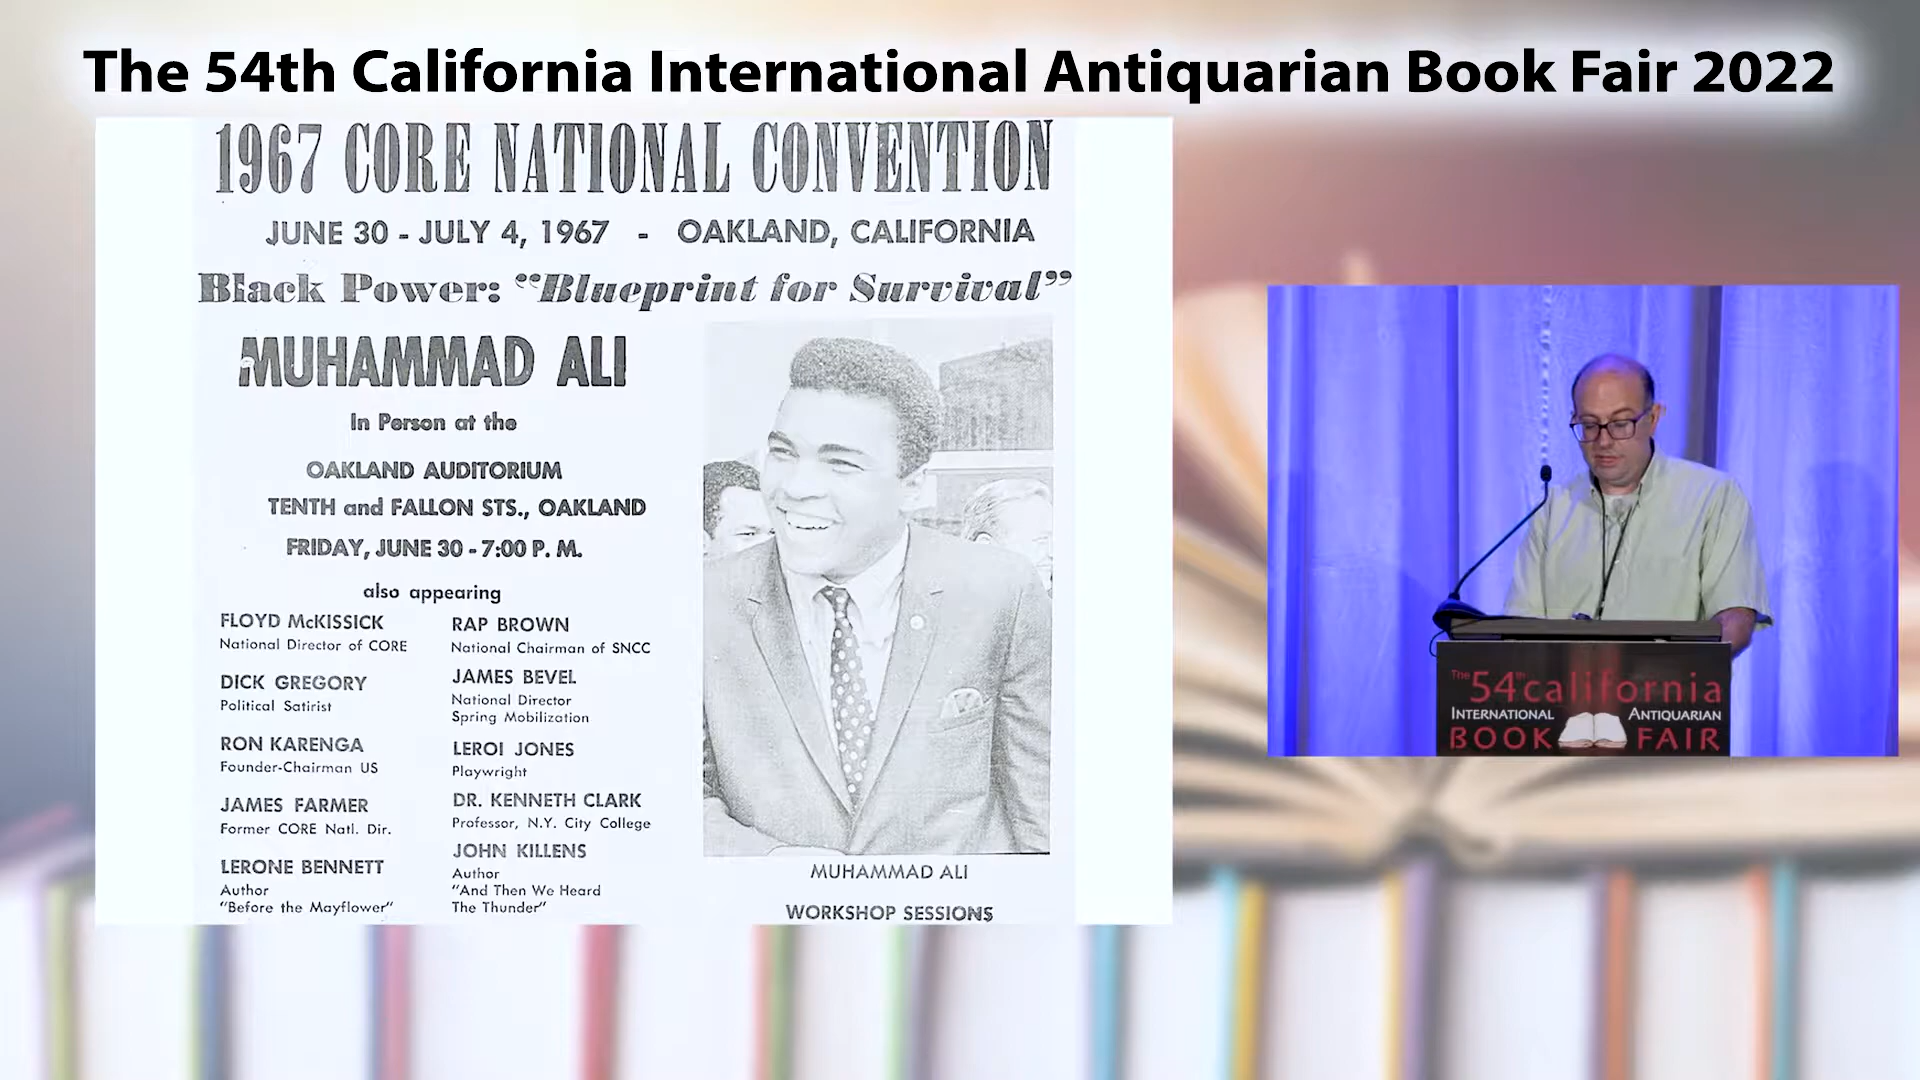 The 54th California International Antiquarian Book Fair 2022
1967 CORE NATIONAL CONVENTION
JUNE 30 - JULY 4, 1967 - OAKLAND, CALIFORNIA
Black Power: “Blueprint for Survival”
MUHAMMAD ALI
In Person at the
OAKLAND AUDITORIUM
TENTH and FALLON STS., OAKLAND
FRIDAY, JUNE 30 - 7:00 P. M.
also appearing
FLOYD McKISSICK
National Director of CORE
DICK GREGORY
Political Satirist
RON KARENGA
Founder-Chairman US
JAMES FARMER
Former CORE Natl. Dir.
LERONE BENNETT
Author
"Before the Mayflower"
RAP BROWN
National Chairman of SNCC
JAMES BEVEL
National Director
Spring Mobilization
LEROI JONES
Playwright
DR. KENNETH CLARK
Professor, N.Y. City College
JOHN KILLENS
Author
"And Then We Heard
The Thunder"
MUHAMMAD ALI
WORKSHOP SESSIONS
The 54th california
INTERNATIONAL ANTIQUARIAN
BOOK FAIR